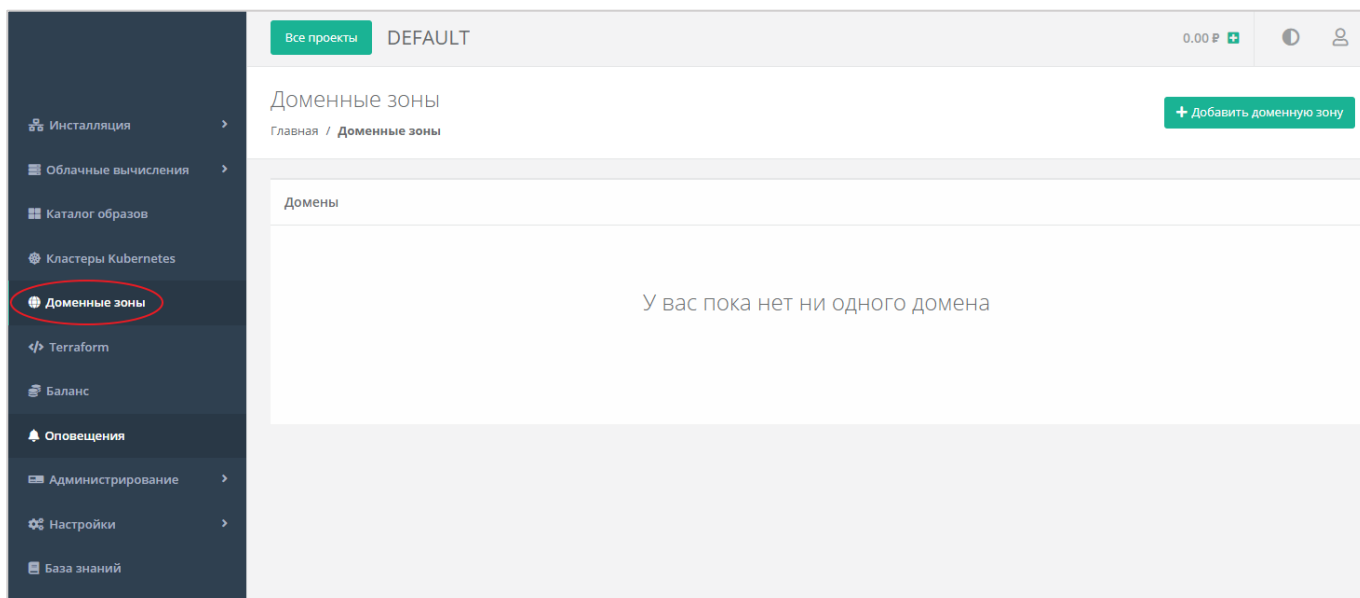 Все проекты DEFAULT 0.00 ₽
Доменные зоны
Главная / Доменные зоны
+ Добавить доменную зону
Инсталляция
Облачные вычисления
Каталог образов
Кластеры Kubernetes
Доменные зоны
Terraform
Баланс
Оповещения
Администрирование
Настройки
База знаний
Домены
У вас пока нет ни одного домена